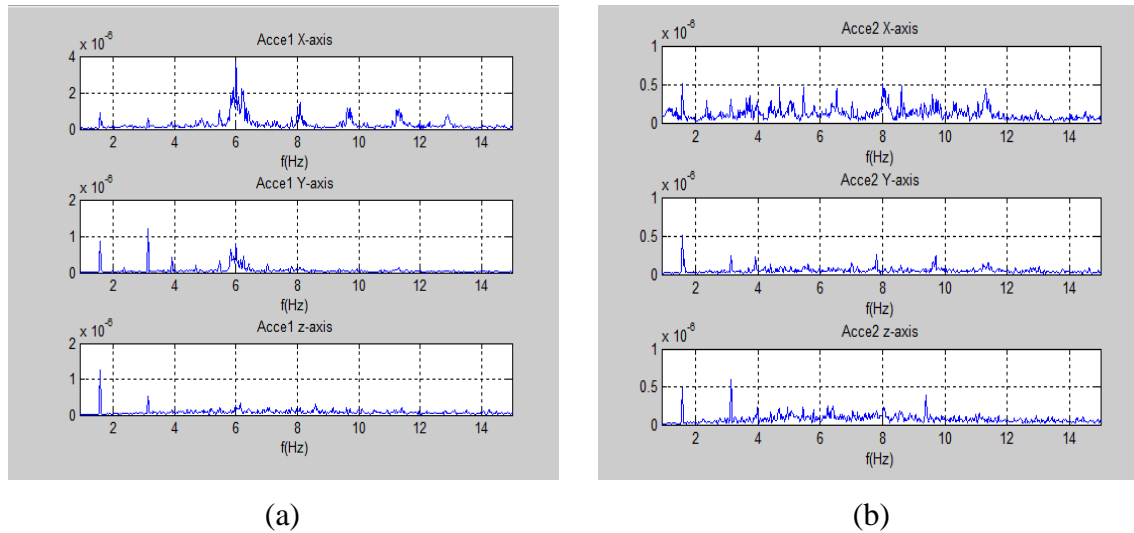 x 10^-6
Acce1 X-axis
4
2
0
2 4 6 8 10 12 14
f(Hz)
x 10^-6
Acce1 Y-axis
2
1
0
2 4 6 8 10 12 14
f(Hz)
x 10^-6
Acce1 z-axis
2
1
0
2 4 6 8 10 12 14
f(Hz)
(a)
x 10^-6
Acce2 X-axis
1
0.5
0
2 4 6 8 10 12 14
f(Hz)
x 10^-6
Acce2 Y-axis
1
0.5
0
2 4 6 8 10 12 14
f(Hz)
x 10^-6
Acce2 z-axis
1
0.5
0
2 4 6 8 10 12 14
f(Hz)
(b)